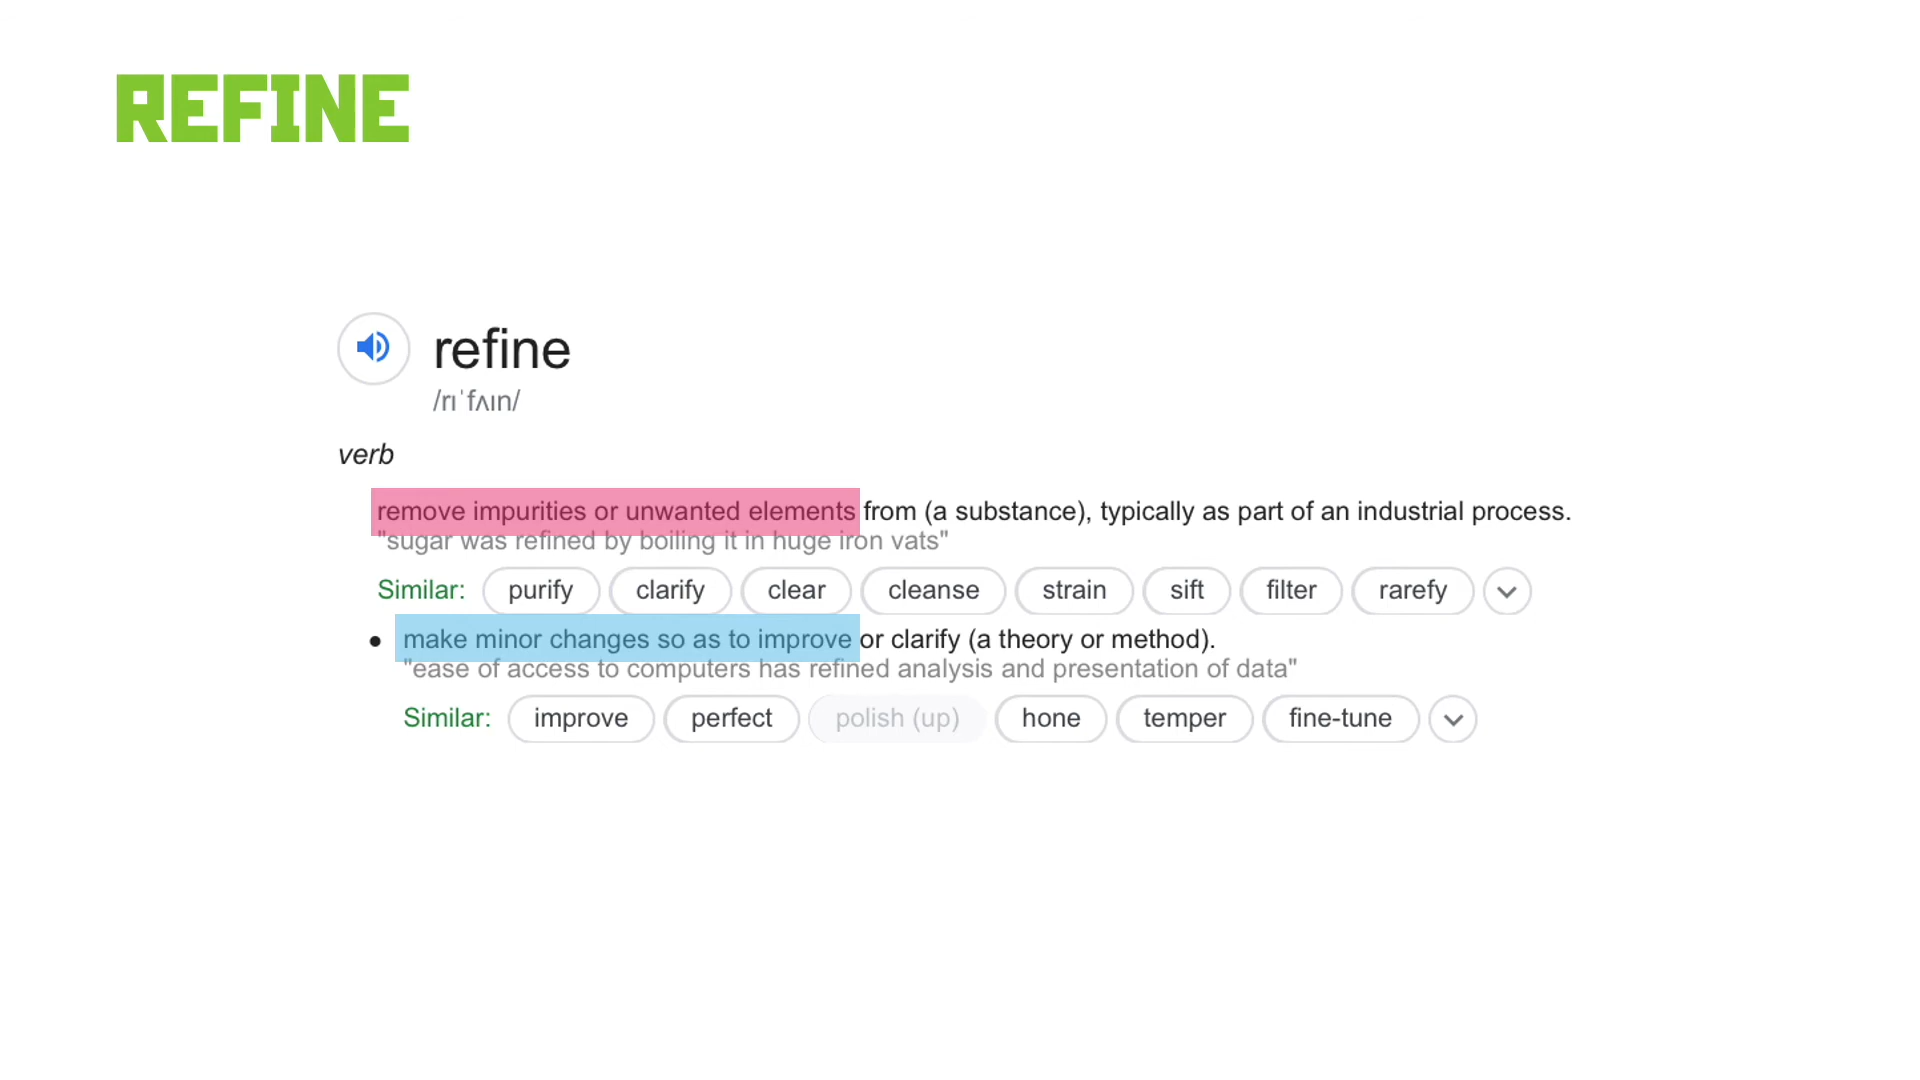 REFINE
refine
/rɪˈfʌɪn/
verb
remove impurities or unwanted elements from (a substance), typically as part of an industrial process.
"sugar was refined by boiling it in huge iron vats"
Similar: purify clarify clear cleanse strain sift filter rarefy
● make minor changes so as to improve or clarify (a theory or method).
"ease of access to computers has refined analysis and presentation of data"
Similar: improve perfect polish (up) hone temper fine-tune